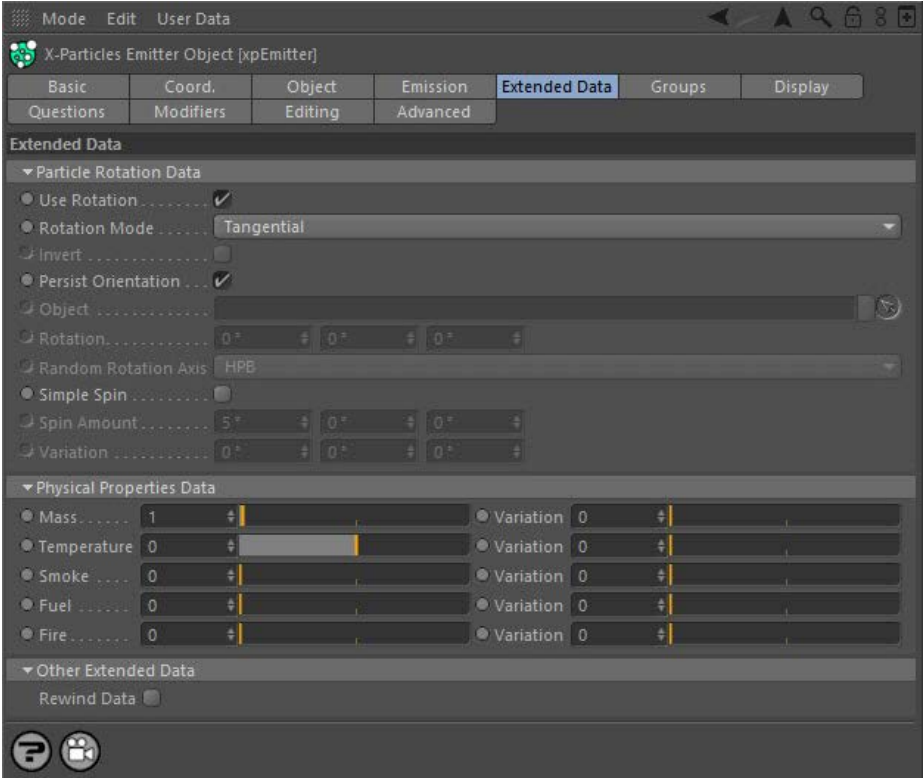 Mode Edit User Data
X-Particles Emitter Object [xpEmitter]
Basic Coord. Object Emission Extended Data Groups Display
Questions Modifiers Editing Advanced
Extended Data
Particle Rotation Data
Use Rotation
Rotation Mode Tangential
Invert
Persist Orientation
Object
Rotation 0 ° 0 ° 0 °
Random Rotation Axis HPB
Simple Spin
Spin Amount 5 ° 0 ° 0 °
Variation 0 ° 0 ° 0 °
Physical Properties Data
Mass 1 Variation 0
Temperature 0 Variation 0
Smoke 0 Variation 0
Fuel 0 Variation 0
Fire 0 Variation 0
Other Extended Data
Rewind Data